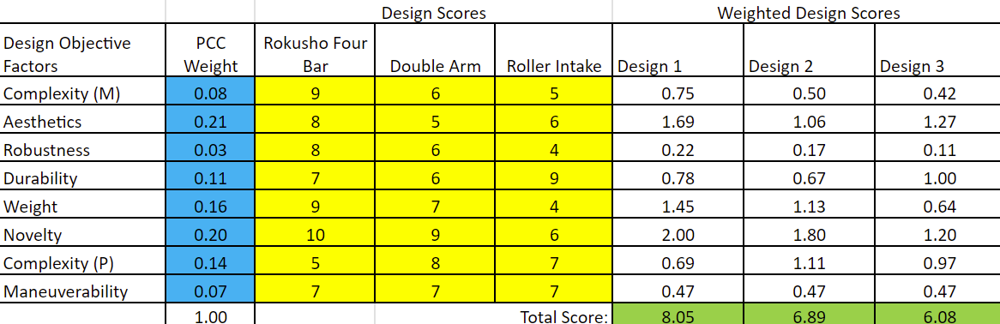 Design Scores Weighted Design Scores
Design Objective Factors PCC Weight Rokusho Four Bar Double Arm Roller Intake Design 1 Design 2 Design 3
Complexity (M) 0.08 9 6 5 0.75 0.50 0.42
Aesthetics 0.21 8 5 6 1.69 1.06 1.27
Robustness 0.03 8 6 4 0.22 0.17 0.11
Durability 0.11 7 6 9 0.78 0.67 1.00
Weight 0.16 9 7 4 1.45 1.13 0.64
Novelty 0.20 10 9 6 2.00 1.80 1.20
Complexity (P) 0.14 5 8 7 0.69 1.11 0.97
Maneuverability 0.07 7 7 7 0.47 0.47 0.47
1.00 Total Score: 8.05 6.89 6.08